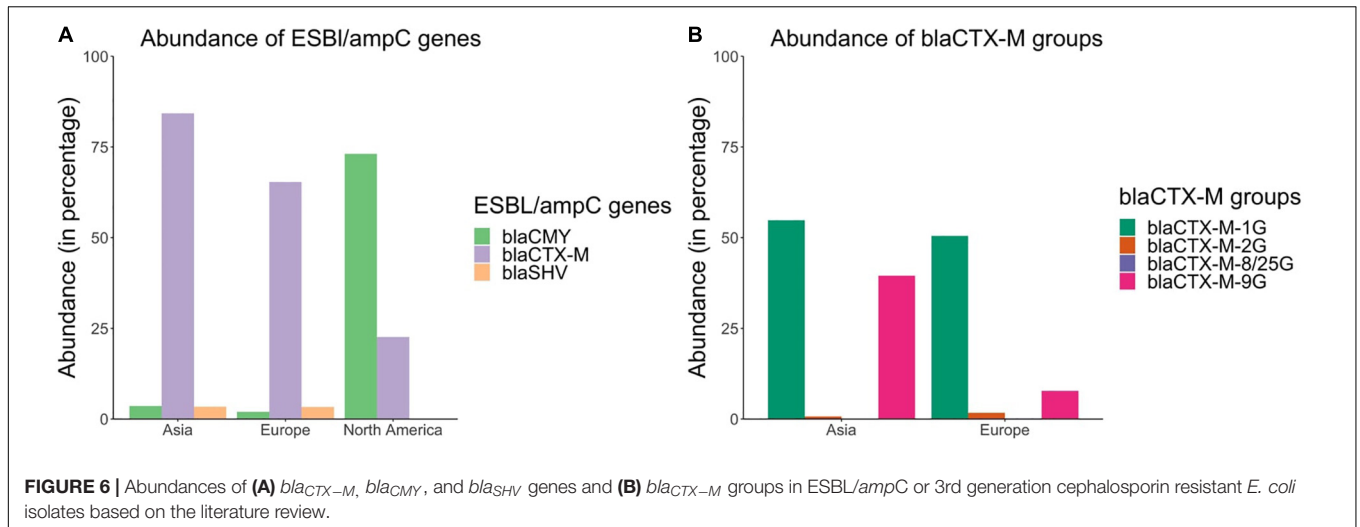 A
Abundance of ESBl/ampC genes
Abundance (in percentage)
100
75
50
25
0
Asia
Europe
North America
ESBL/ampC genes
blaCMY
blaCTX-M
blaSHV
B
Abundance of blaCTX-M groups
Abundance (in percentage)
100
75
50
25
0
Asia
Europe
blaCTX-M groups
blaCTX-M-1G
blaCTX-M-2G
blaCTX-M-8/25G
blaCTX-M-9G
FIGURE 6 | Abundances of (A) blaCTX−M, blaCMY, and blaSHV genes and (B) blaCTX−M groups in ESBL/ampC or 3rd generation cephalosporin resistant E. coli
isolates based on the literature review.